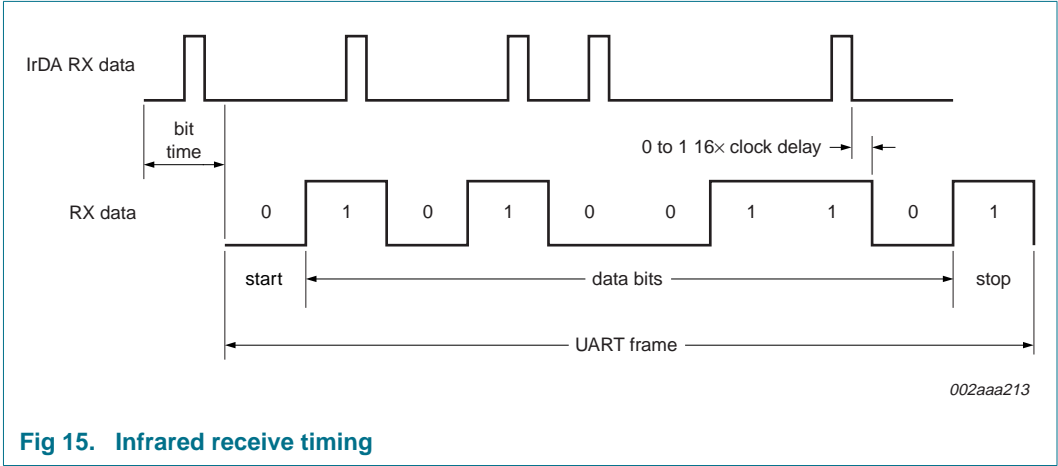 IrDA RX data
bit
time
0 to 1 16× clock delay
RX data
0 1 0 1 0 0 1 1 0 1
start
data bits
stop
UART frame
002aaa213
Fig 15. Infrared receive timing